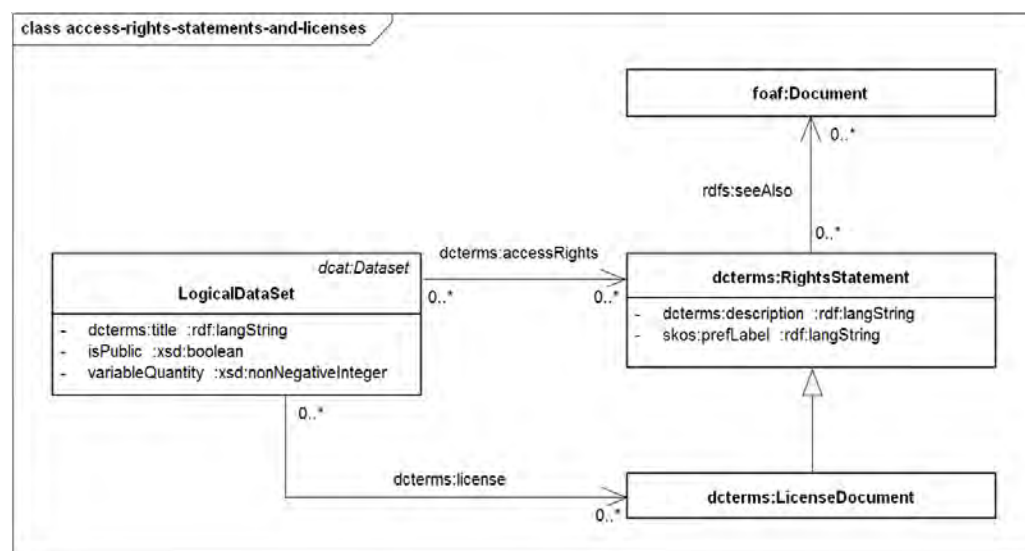 class access-rights-statements-and-licenses
foaf:Document
0..*
rdfs:seeAlso
0..*
dcterms:accessRights
dcat:Dataset
LogicalDataSet
0..*
0..*
dcterms:RightsStatement
- dcterms:title :rdf:langString
- isPublic :xsd:boolean
- variableQuantity :xsd:nonNegativeInteger
- dcterms:description :rdf:langString
- skos:prefLabel :rdf:langString
0..*
dcterms:license
0..*
dcterms:LicenseDocument